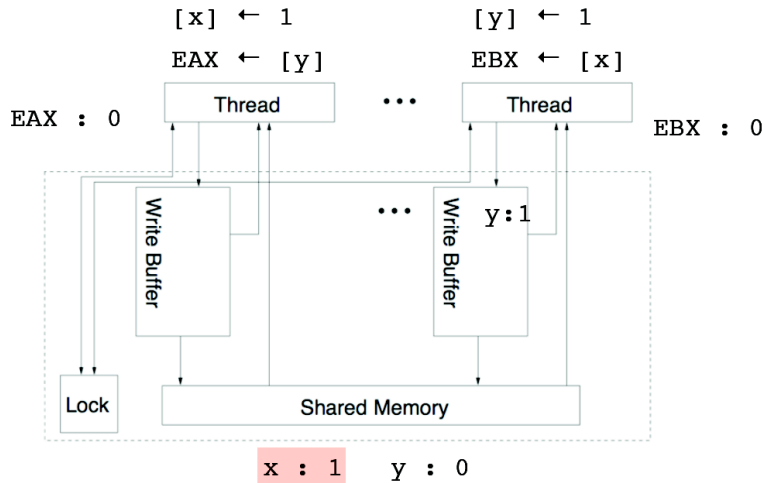 [x] ← 1 [y] ← 1
EAX ← [y] EBX ← [x]
Thread ••• Thread
EAX : 0 EBX : 0
Write Buffer ••• Write Buffer y:1
Lock Shared Memory
x : 1 y : 0